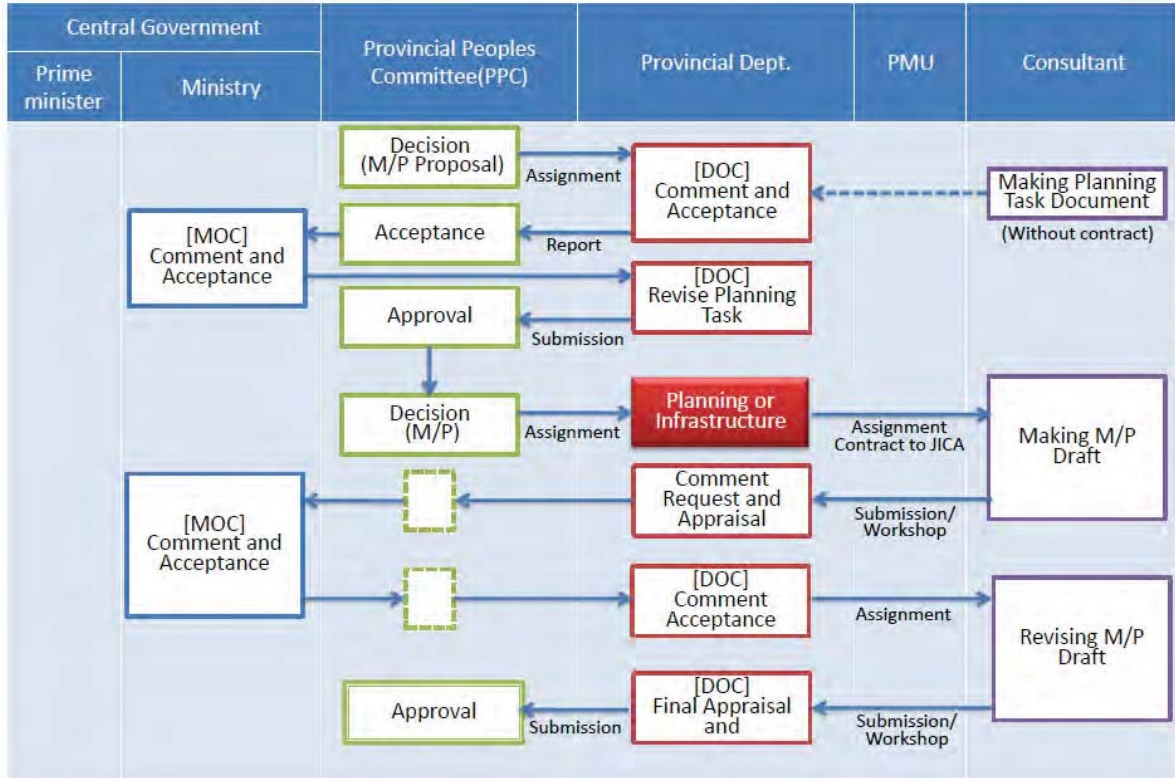 Central Government
Prime
minister
Ministry
Provincial Peoples
Committee(PPC)
Provincial Dept.
PMU
Consultant
Decision
(M/P Proposal)
Assignment
[DOC]
Comment and
Acceptance
Making Planning
Task Document
(Without contract)
[MOC]
Comment and
Acceptance
Acceptance
Report
[DOC]
Revise Planning
Task
Approval
Submission
Decision
(M/P)
Assignment
Planning or
Infrastructure
Assignment
Contract to JICA
Making M/P
Draft
[MOC]
Comment and
Acceptance
Comment
Request and
Appraisal
Submission/
Workshop
[DOC]
Comment
Acceptance
Assignment
Revising M/P
Draft
Approval
Submission
[DOC]
Final Appraisal
and
Submission/
Workshop